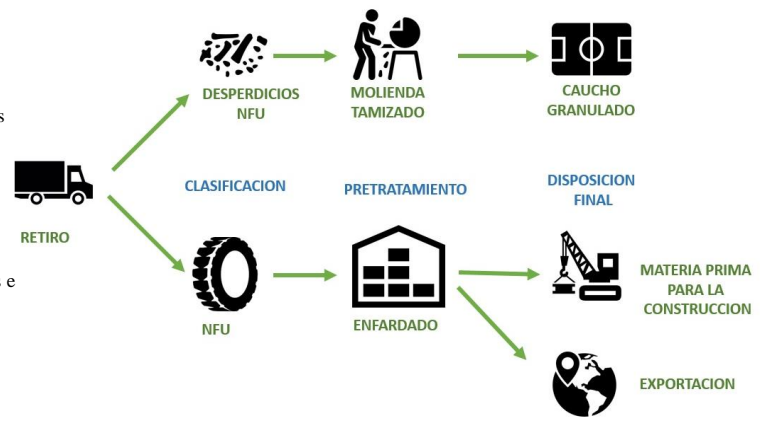 DESPERDICIOS
NFU
MOLIENDA
TAMIZADO
CAUCHO
GRANULADO
s
CLASIFICACION
PRETRATAMIENTO
DISPOSICION
FINAL
RETIRO
s e
NFU
ENFARDADO
MATERIA PRIMA
PARA LA
CONSTRUCCION
EXPORTACION